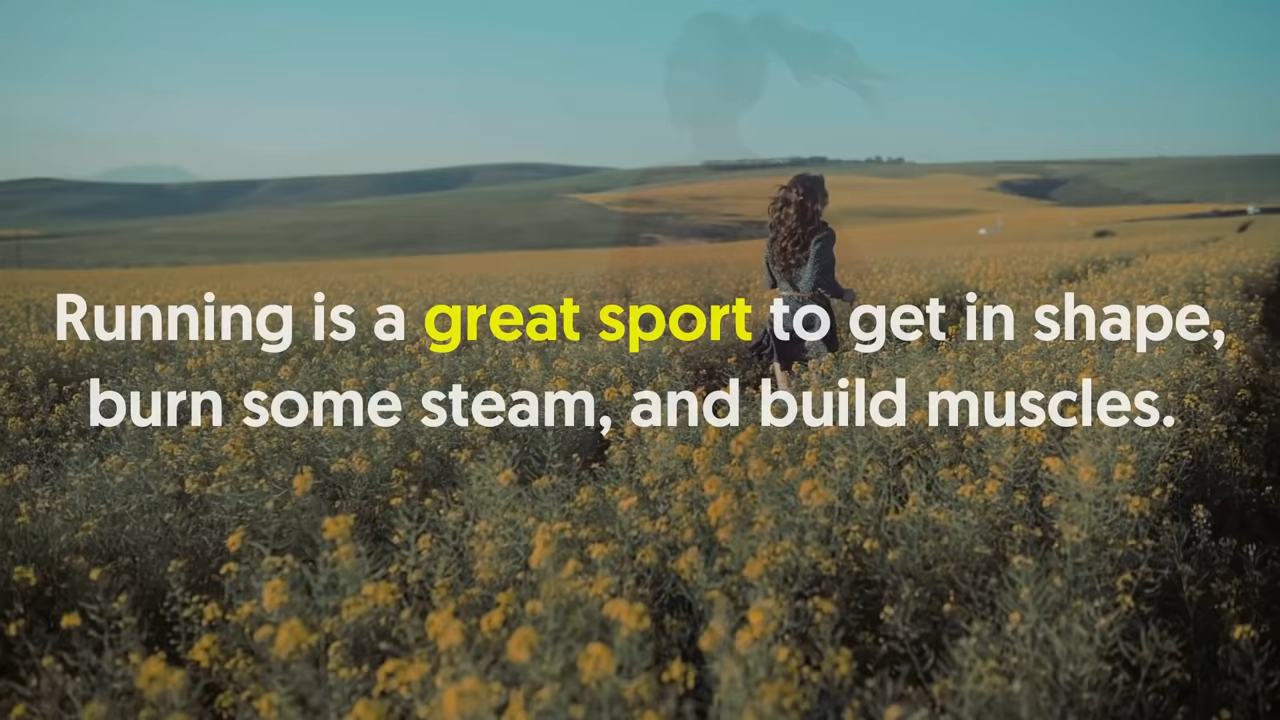 Running is a great sport to get in shape,
burn some steam, and build muscles.